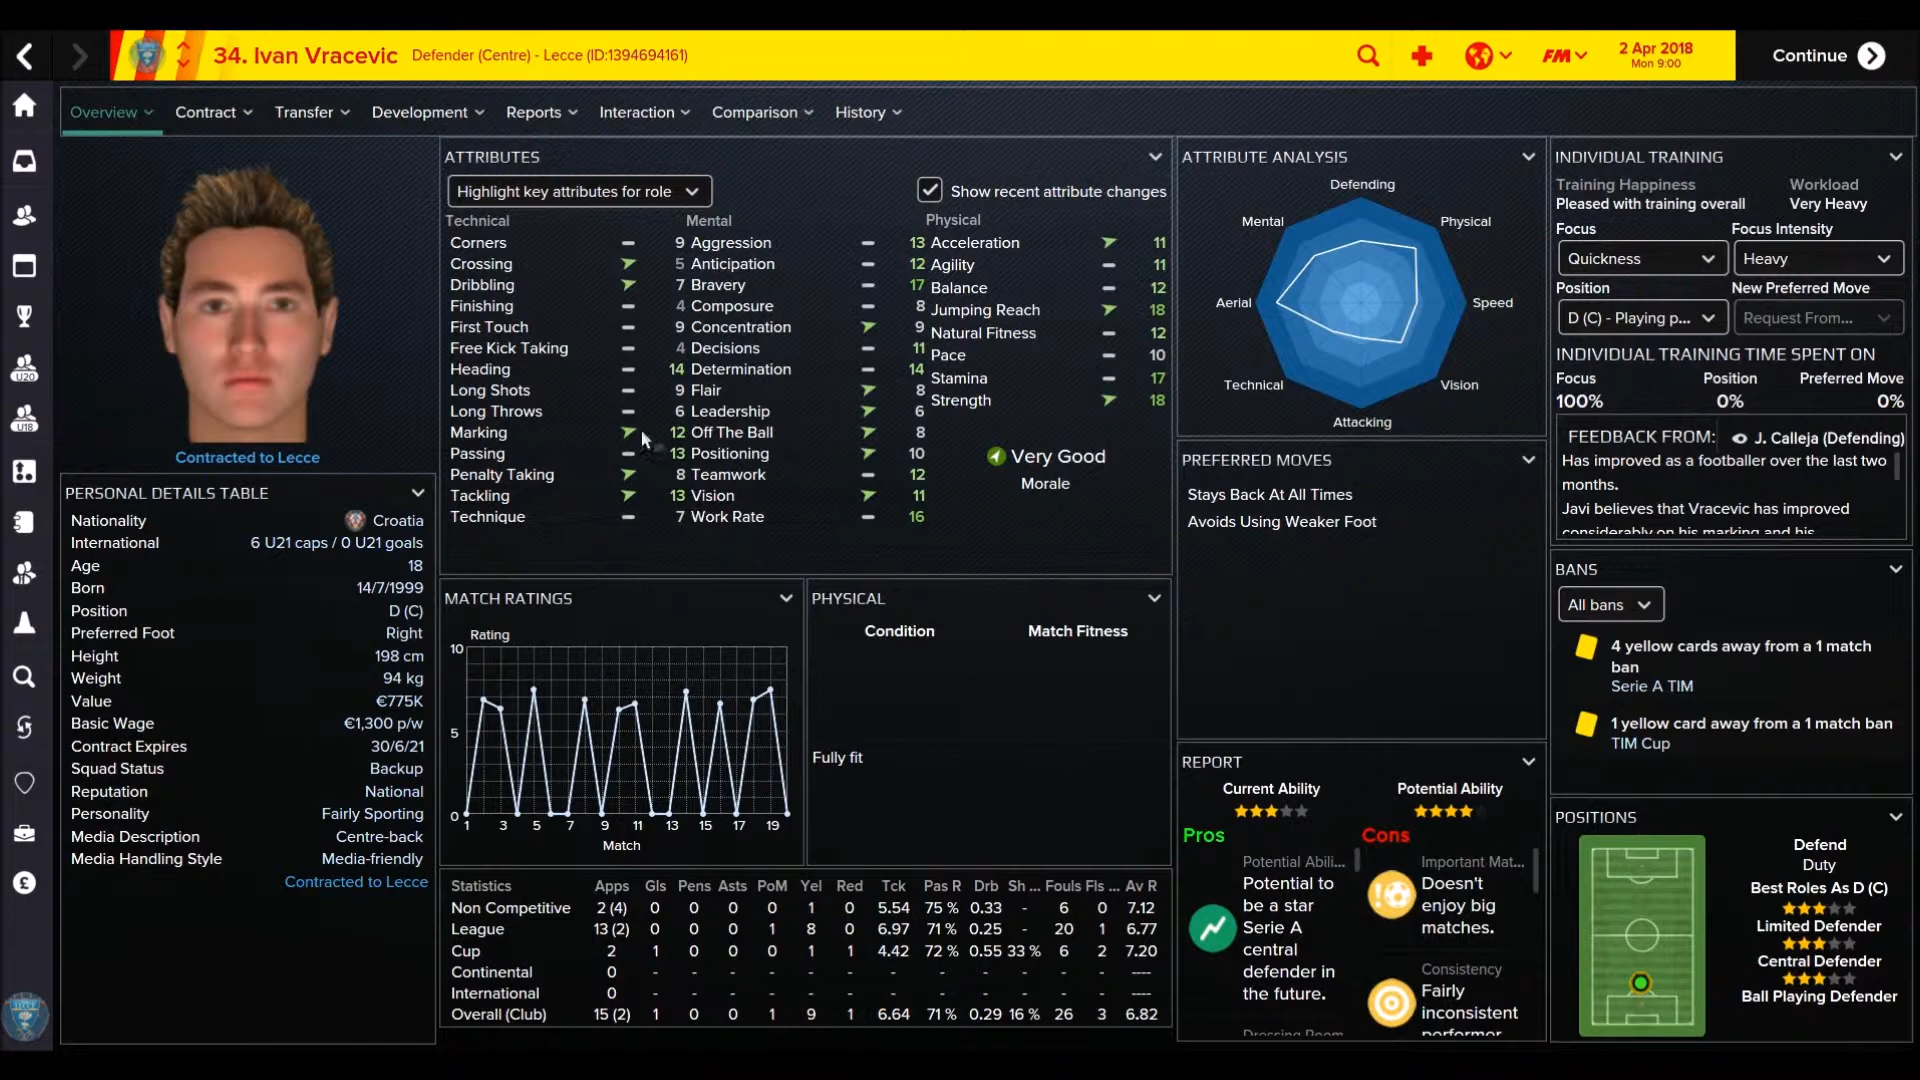 34. Ivan Vracevic Defender (Centre) - Lecce (ID:1394694161)
FM
2 Apr 2018
Mon 9:00
Continue
Overview Contract Transfer Development Reports Interaction Comparison History
U20
U18
Contracted to Lecce
PERSONAL DETAILS TABLE
Nationality Croatia
International 6 U21 caps / 0 U21 goals
Age 18
Born 14/7/1999
Position D (C)
Preferred Foot Right
Height 198 cm
Weight 94 kg
Value €775K
Basic Wage €1,300 p/w
Contract Expires 30/6/21
Squad Status Backup
Reputation National
Personality Fairly Sporting
Media Description Centre-back
Media Handling Style Media-friendly
Contracted to Lecce
ATTRIBUTES
Highlight key attributes for role
Show recent attribute changes
Technical Mental Physical
Corners 9 Aggression 13 Acceleration 11
Crossing 5 Anticipation 12 Agility 11
Dribbling 7 Bravery 17 Balance 12
Finishing 4 Composure 8 Jumping Reach 18
First Touch 9 Concentration 9 Natural Fitness 12
Free Kick Taking 4 Decisions 11 Pace 10
Heading 14 Determination 14 Stamina 17
Long Shots 9 Flair 8 Strength 18
Long Throws 6 Leadership 6
Marking 12 Off The Ball 8
Passing 13 Positioning 10
Penalty Taking 8 Teamwork 12
Tackling 13 Vision 11
Technique 7 Work Rate 16
Very Good
Morale
MATCH RATINGS
Rating
10
5
0
1 3 5 7 9 11 13 15 17 19
Match
PHYSICAL
Condition Match Fitness
Fully fit
Statistics Apps Gls Pens Asts PoM Yel Red Tck Pas R Drb Sh ... Fouls Fls ... Av R
Non Competitive 2 (4) 0 0 0 0 1 0 5.54 75 % 0.33 - 6 0 7.12
League 13 (2) 0 0 0 1 8 0 6.97 71 % 0.25 - 20 1 6.77
Cup 2 1 0 0 0 1 1 4.42 72 % 0.55 33 % 6 2 7.20
Continental 0 - - - - - - - - - - - - ----
International 0 - - - - - - - - - - - - ----
Overall (Club) 15 (2) 1 0 0 1 9 1 6.64 71 % 0.29 16 % 26 3 6.82
ATTRIBUTE ANALYSIS
Defending
Mental Physical
Aerial Speed
Technical Vision
Attacking
PREFERRED MOVES
Stays Back At All Times
Avoids Using Weaker Foot
REPORT
Current Ability Potential Ability
Pros Cons
Potential Abili...
Potential to
be a star
Serie A
central
defender in
the future.
Dressing Room
Important Mat...
Doesn't
enjoy big
matches.
Consistency
Fairly
inconsistent
performer
INDIVIDUAL TRAINING
Training Happiness Workload
Pleased with training overall Very Heavy
Focus Focus Intensity
Quickness Heavy
Position New Preferred Move
D (C) - Playing p... Request From...
INDIVIDUAL TRAINING TIME SPENT ON
Focus Position Preferred Move
100% 0% 0%
FEEDBACK FROM: J. Calleja (Defending)
Has improved as a footballer over the last two
months.
Javi believes that Vracevic has improved
considerably on his marking and his
BANS
All bans
4 yellow cards away from a 1 match
ban
Serie A TIM
1 yellow card away from a 1 match ban
TIM Cup
POSITIONS
Defend
Duty
Best Roles As D (C)
Limited Defender
Central Defender
Ball Playing Defender